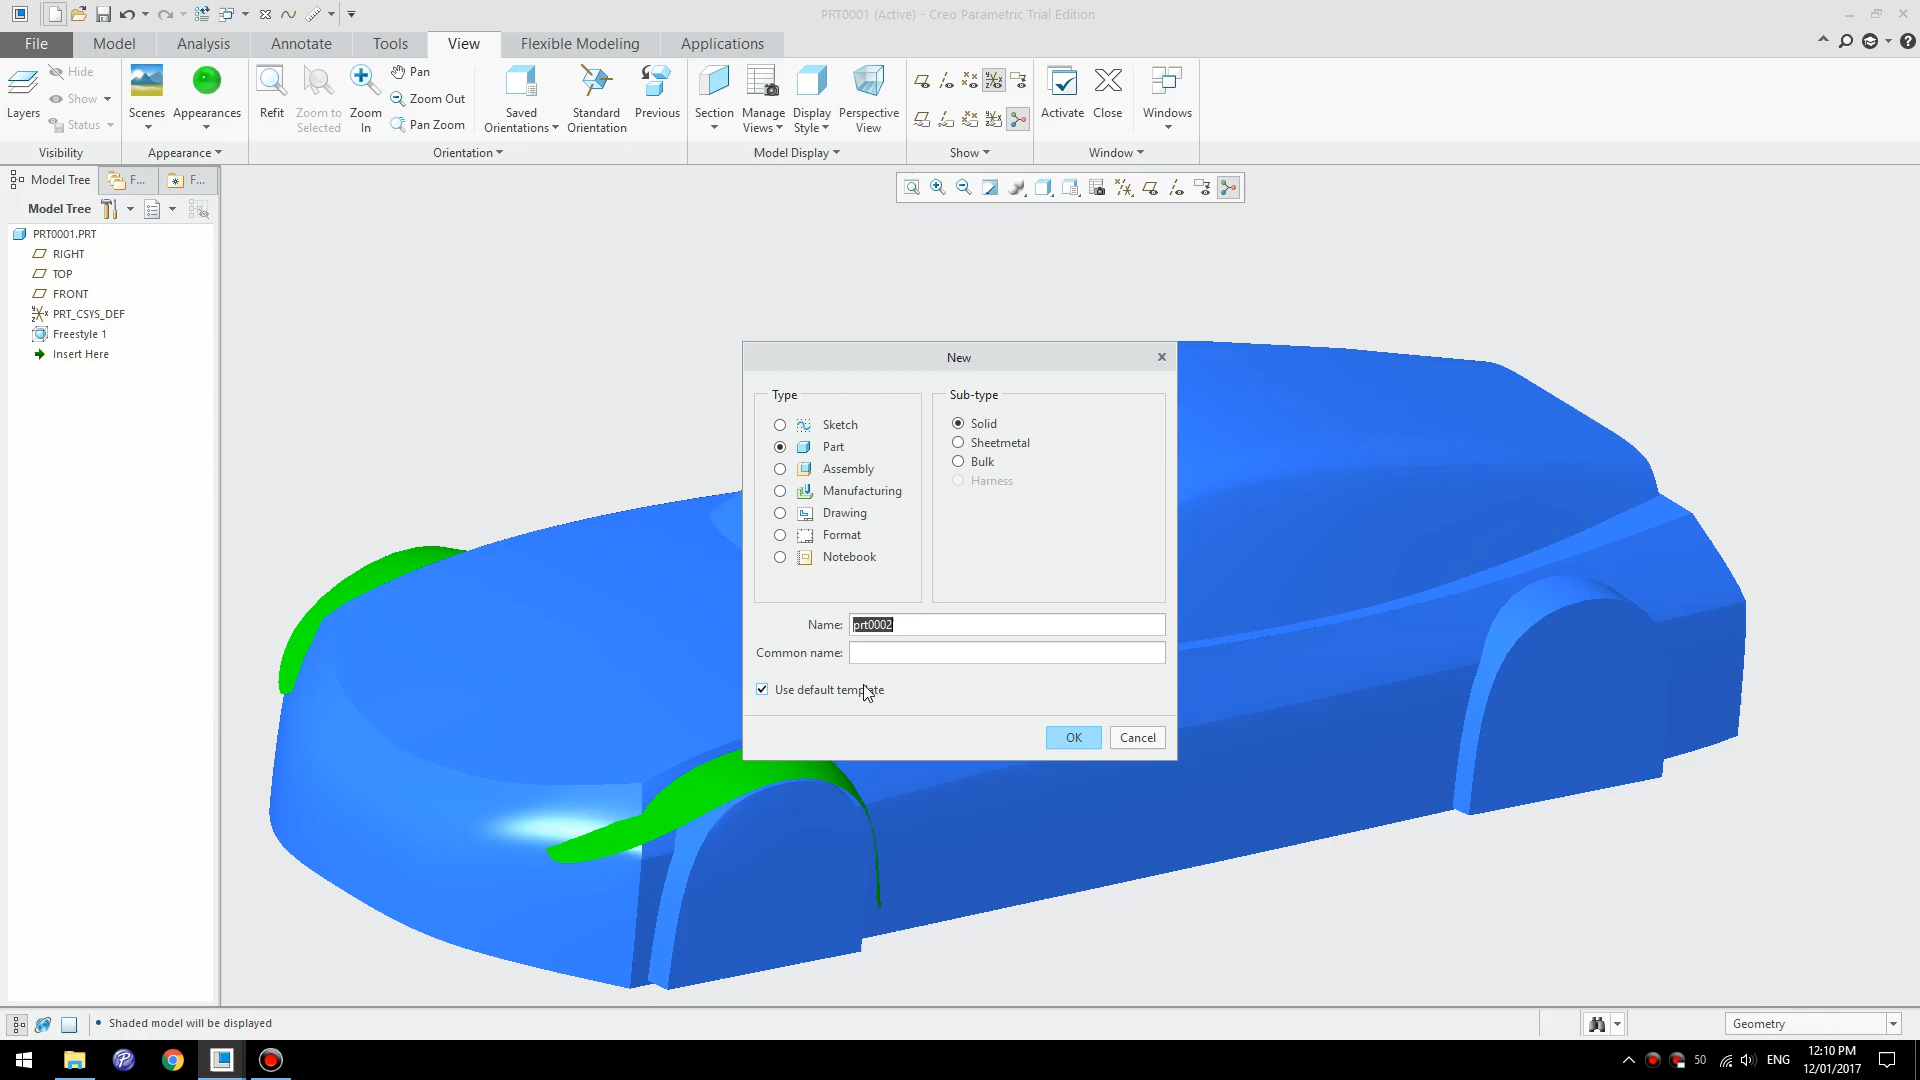 PRT0001 (Active) - Creo Parametric Trial Edition
File Model Analysis Annotate Tools View Flexible Modeling Applications
Layers
Hide
Show
Status
Visibility
Scenes
Appearances
Appearance
Refit
Zoom to Selected
Zoom In
Pan
Zoom Out
Pan Zoom
Saved Orientations
Standard Orientation
Previous
Orientation
Section
Manage Views
Display Style
Perspective View
Model Display
Show
Activate
Close
Windows
Window
Model Tree
F...
F...
Model Tree
PRT0001.PRT
RIGHT
TOP
FRONT
PRT_CSYS_DEF
Freestyle 1
Insert Here
New
Type
Sketch
Part
Assembly
Manufacturing
Drawing
Format
Notebook
Sub-type
Solid
Sheetmetal
Bulk
Harness
Name: prt0002
Common name:
Use default template
OK
Cancel
• Shaded model will be displayed
Geometry
50
ENG
12:10 PM
12/01/2017